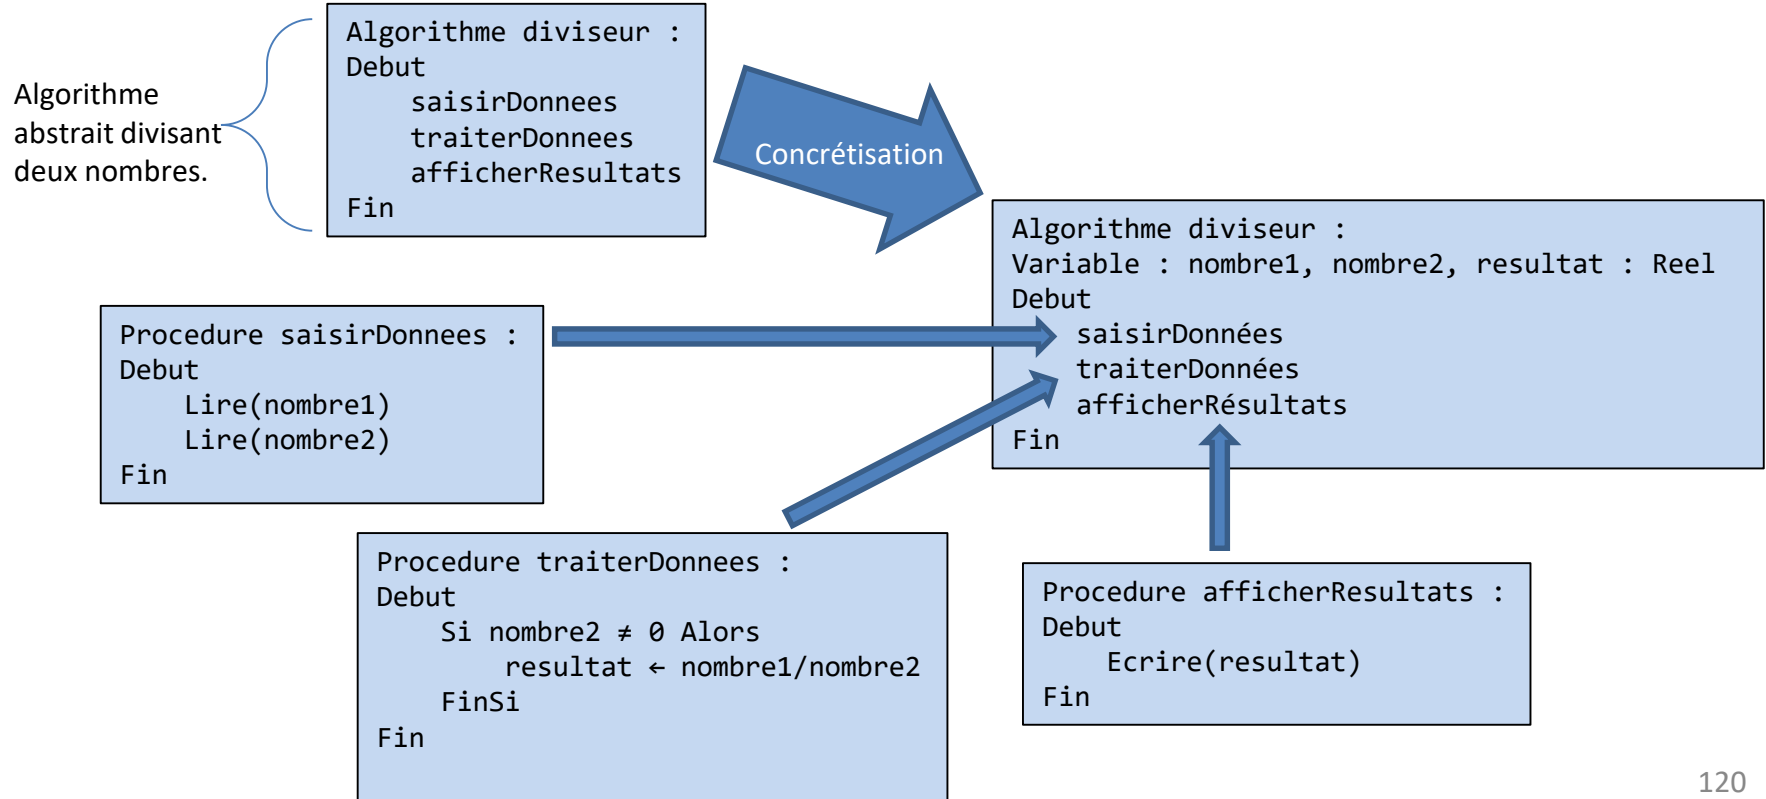 Algorithme
abstrait divisant
deux nombres.
Algorithme diviseur :
Debut
    saisirDonnees
    traiterDonnees
    afficherResultats
Fin
Concrétisation
Algorithme diviseur :
Variable : nombre1, nombre2, resultat : Reel
Debut
    saisirDonnées
    traiterDonnées
    afficherRésultats
Fin
Procedure saisirDonnees :
Debut
    Lire(nombre1)
    Lire(nombre2)
Fin
Procedure traiterDonnees :
Debut
    Si nombre2 ≠ 0 Alors
        resultat ← nombre1/nombre2
    FinSi
Fin
Procedure afficherResultats :
Debut
    Ecrire(resultat)
Fin
120